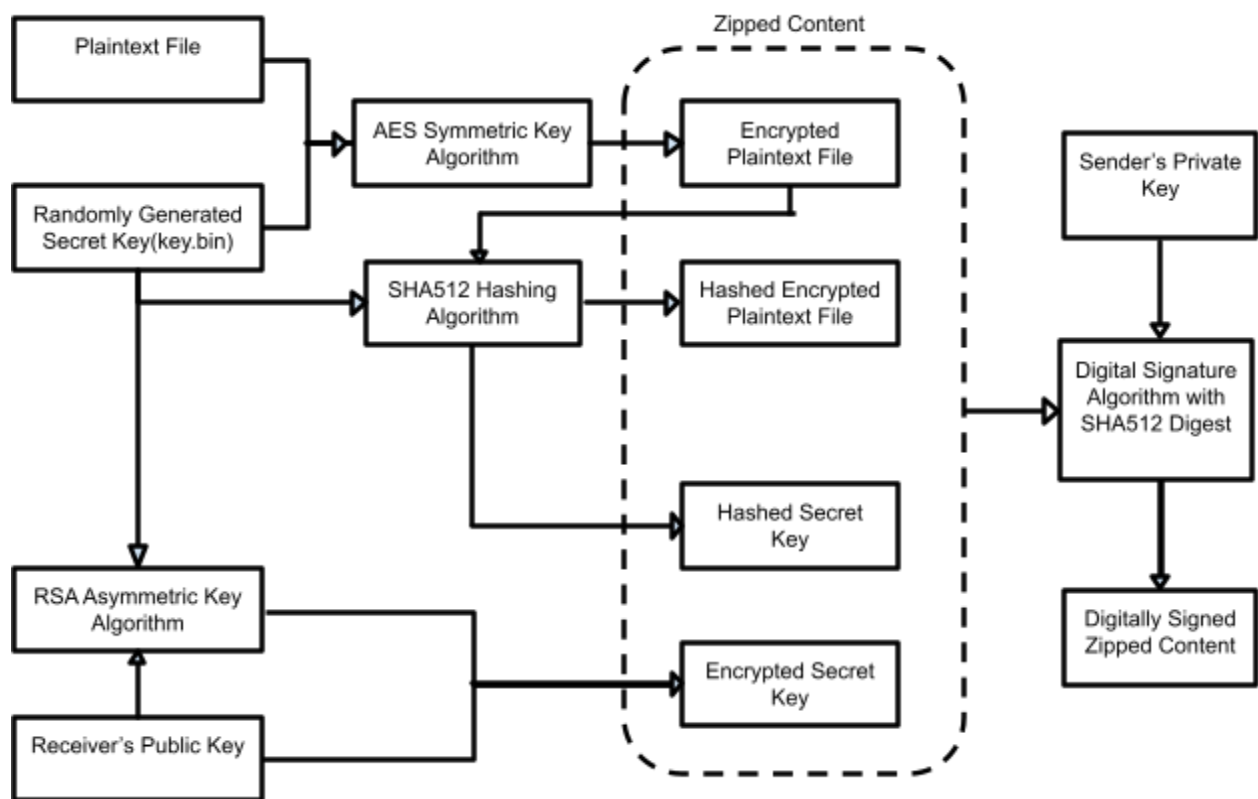 Zipped Content
Plaintext File
AES Symmetric Key
Algorithm
Encrypted
Plaintext File
Sender's Private
Key
Randomly Generated
Secret Key(key.bin)
SHA512 Hashing
Algorithm
Hashed Encrypted
Plaintext File
Digital Signature
Algorithm with
SHA512 Digest
Hashed Secret
Key
RSA Asymmetric Key
Algorithm
Digitally Signed
Zipped Content
Encrypted Secret
Key
Receiver's Public Key